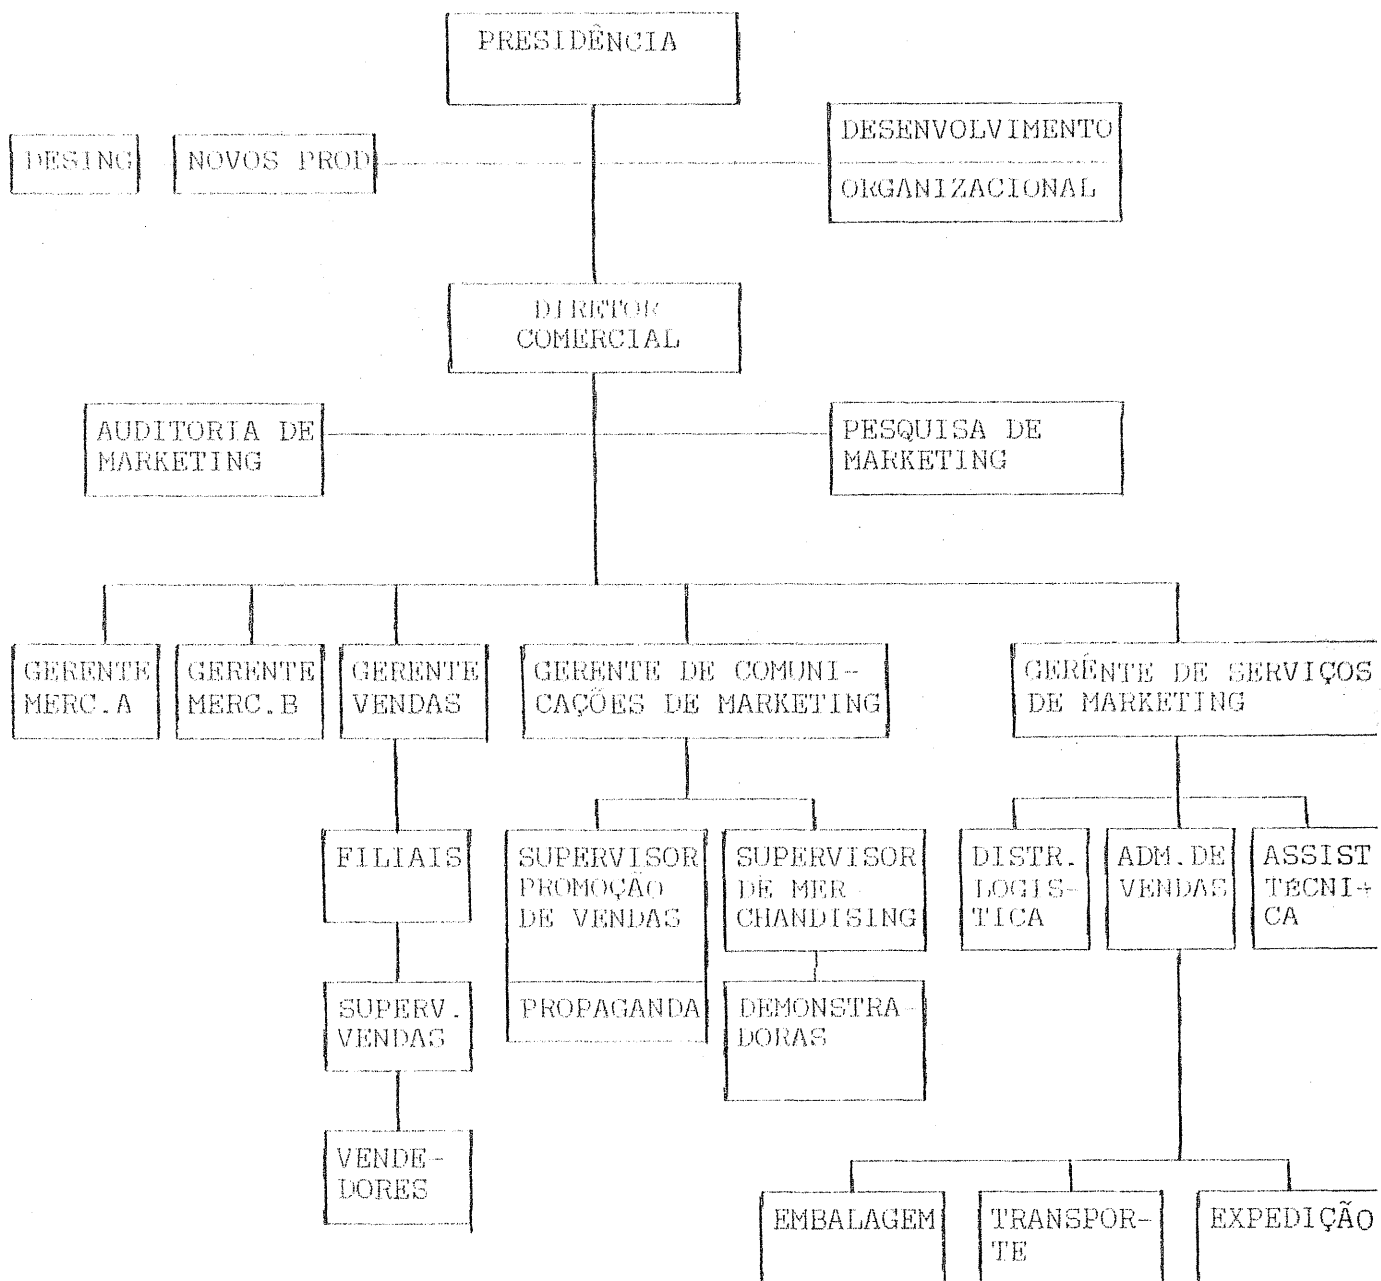 PRESIDÊNCIA
DESING
NOVOS PROD
DESENVOLVIMENTO
ORGANIZACIONAL
DIRETOR
COMERCIAL
AUDITORIA DE
MARKETING
PESQUISA DE
MARKETING
GERENTE
MERC.A
GERENTE
MERC.B
GERENTE
VENDAS
GERENTE DE COMUNI-
CAÇÕES DE MARKETING
GERENTE DE SERVIÇOS
DE MARKETING
FILIAIS
SUPERVISOR
PROMOÇÃO
DE VENDAS
SUPERVISOR
DE MER
CHANDISING
DISTR.
LOGIS-
TICA
ADM.DE
VENDAS
ASSIST
TÉCNI-
CA
SUPERV.
VENDAS
PROPAGANDA
DEMONSTRA-
DORAS
VENDE-
DORES
EMBALAGEM
TRANSPOR-
TE
EXPEDIÇÃO